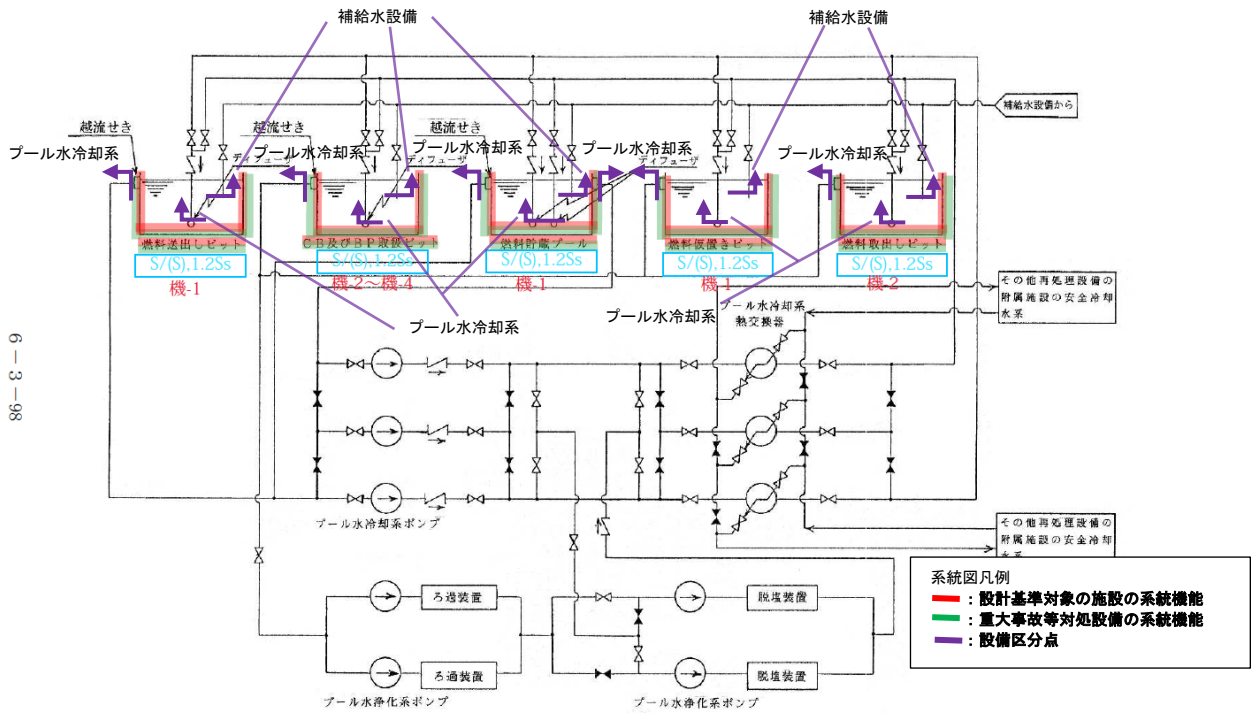 補給水設備
補給水設備
補給水設備から
越流せき
越流せき
越流せき
プール水冷却系
ディフューザ
プール水冷却系
ディフューザ
プール水冷却系
プール水冷却系
ディフューザ
プール水冷却系
燃料送出しピット
CB及びBP取扱ピット
燃料貯蔵プール
燃料仮置きピット
燃料取出しピット
S/(S),1.2Ss
S/(S),1.2Ss
S/(S),1.2Ss
S/(S),1.2Ss
S/(S),1.2Ss
機-1
機-2～機-4
機-1
機-1
機-2
プール水冷却系
プール水冷却系
プール水冷却系
熱交換器
その他再処理設備の
附属施設の安全冷却
水系
6－3－98
プール水冷却系ポンプ
その他再処理設備の
附属施設の安全冷却
水系
ろ過装置
脱塩装置
ろ過装置
脱塩装置
プール水浄化系ポンプ
プール水浄化系ポンプ
系統図凡例
：設計基準対象の施設の系統機能
：重大事故等対処設備の系統機能
：設備区分点